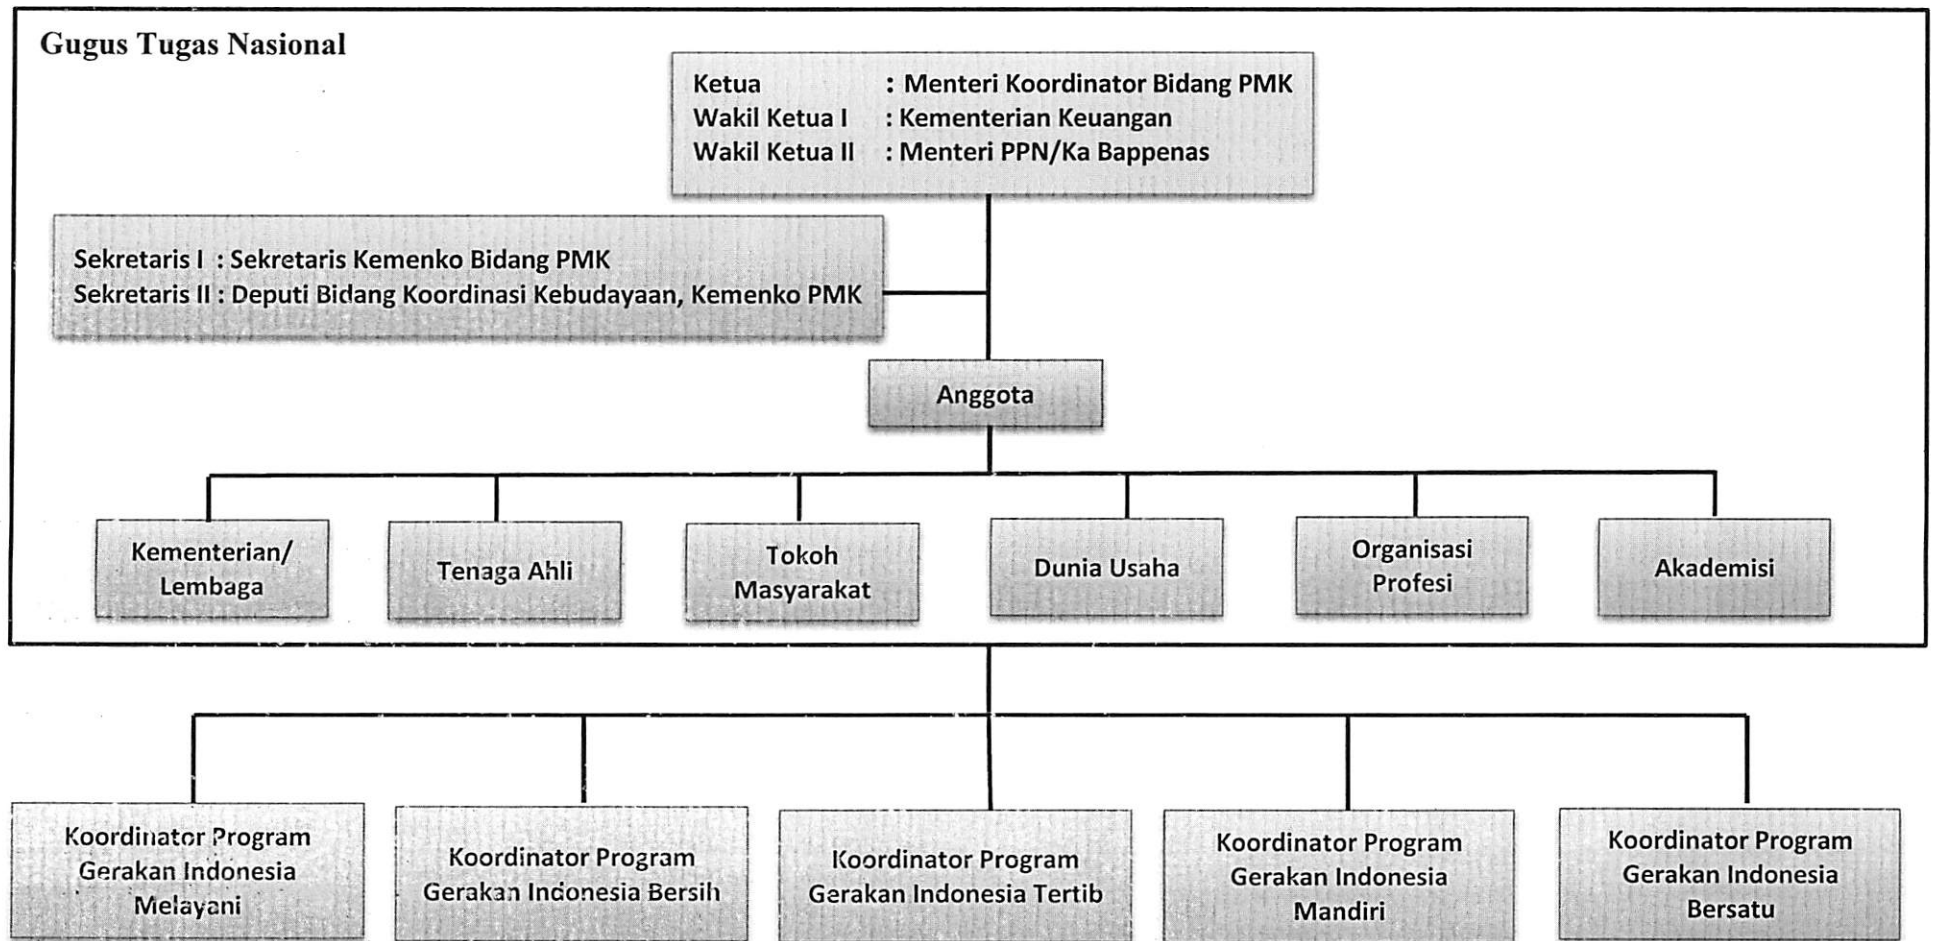 Gugus Tugas Nasional
Ketua : Menteri Koordinator Bidang PMK
Wakil Ketua I : Kementerian Keuangan
Wakil Ketua II : Menteri PPN/Ka Bappenas
Sekretaris I : Sekretaris Kemenko Bidang PMK
Sekretaris II : Deputi Bidang Koordinasi Kebudayaan, Kemenko PMK
Anggota
Kementerian/
Lembaga
Tenaga Ahli
Tokoh
Masyarakat
Dunia Usaha
Organisasi
Profesi
Akademisi
Koordinator Program
Gerakan Indonesia
Melayani
Koordinator Program
Gerakan Indonesia Bersih
Koordinator Program
Gerakan Indonesia Tertib
Koordinator Program
Gerakan Indonesia
Mandiri
Koordinator Program
Gerakan Indonesia
Bersatu